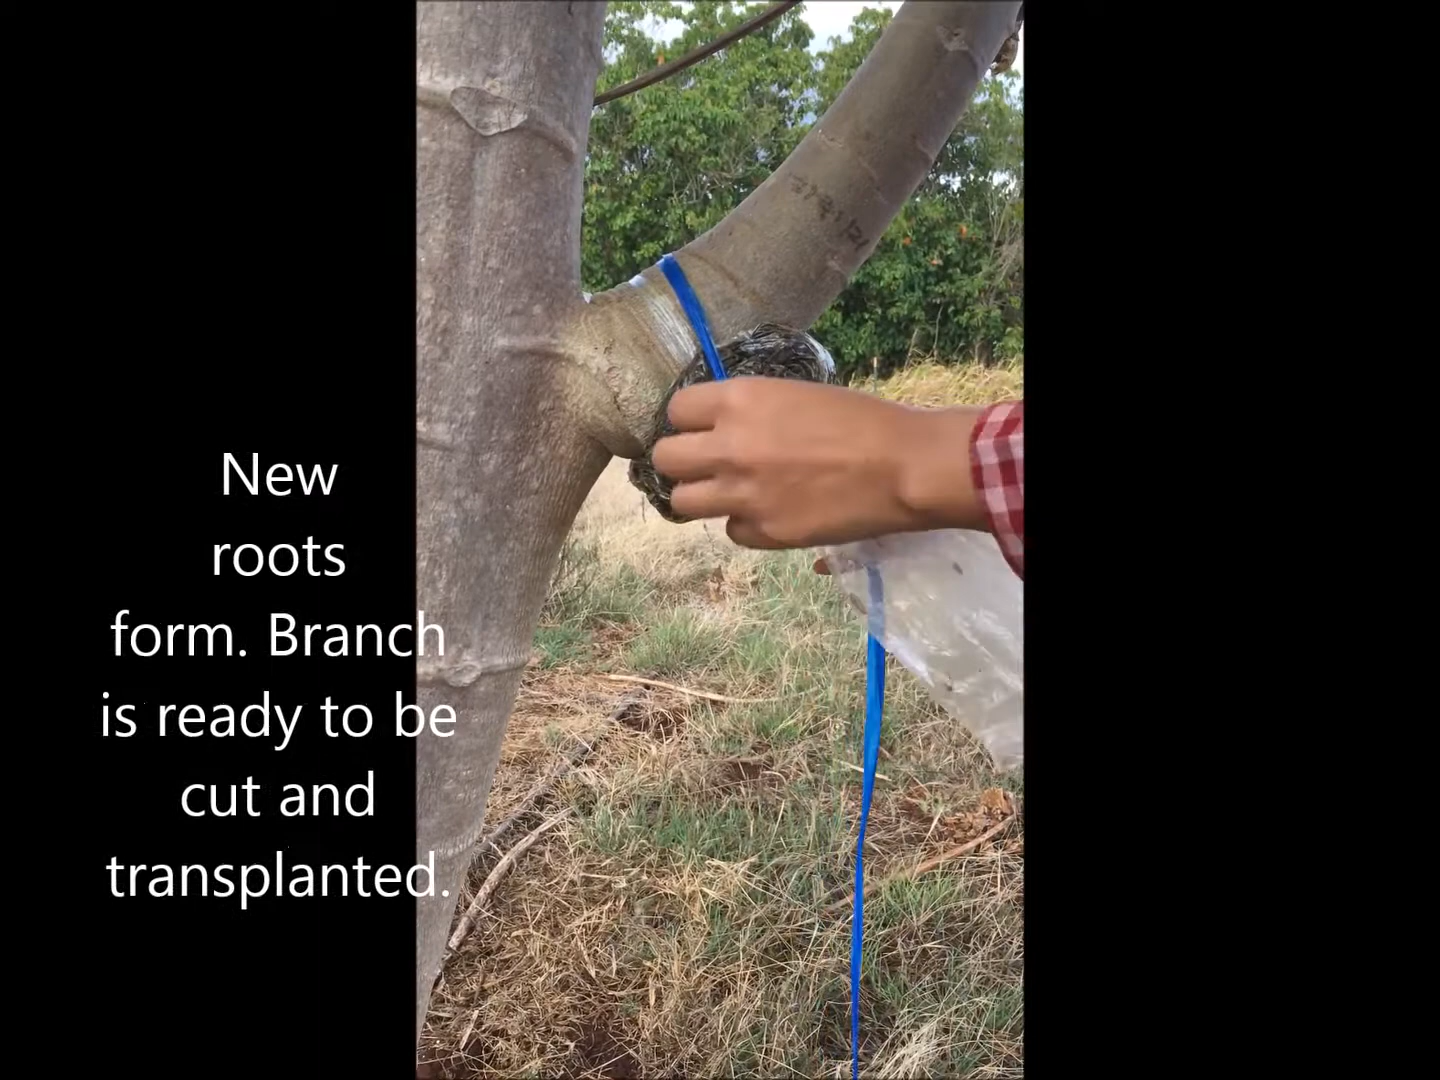 New
roots
form. Branch
is ready to be
cut and
transplanted.